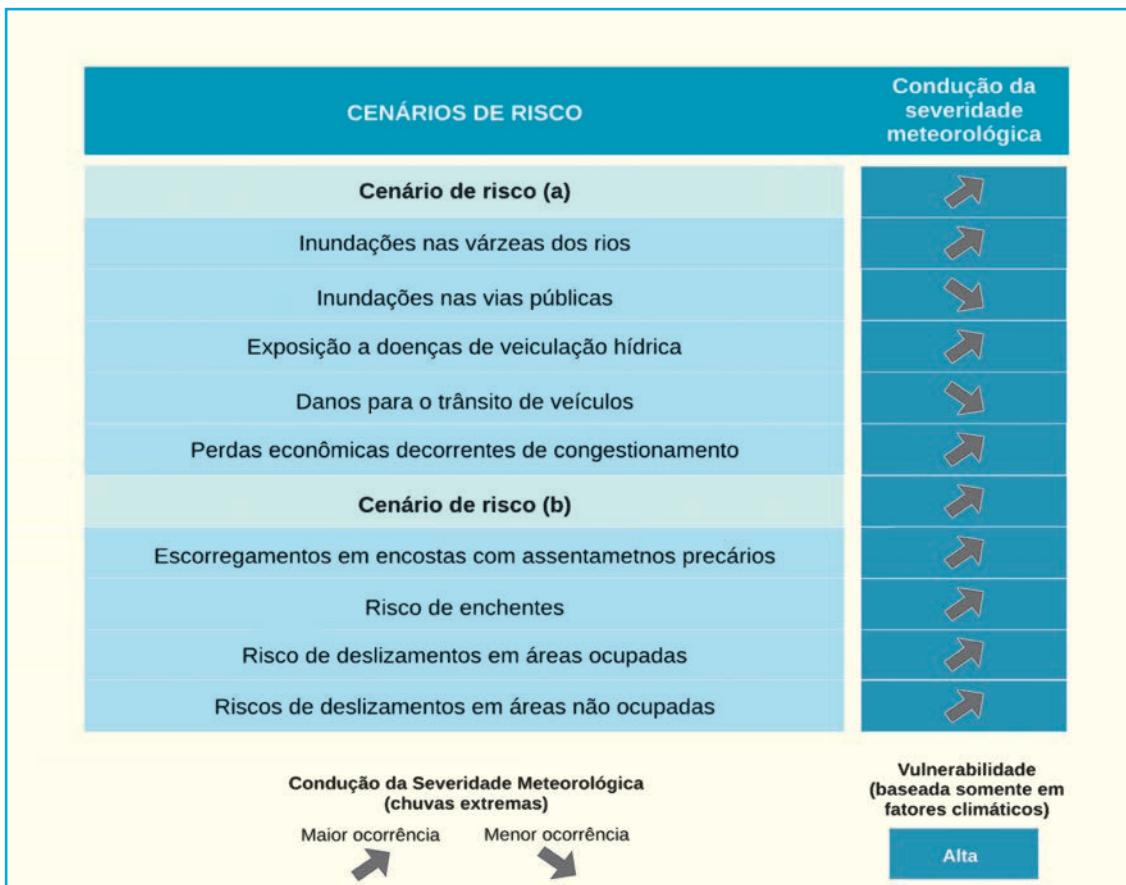 CENÁRIOS DE RISCO
Condução da
severidade
meteorológica
Cenário de risco (a)
Inundações nas várzeas dos rios
Inundações nas vias públicas
Exposição a doenças de veiculação hídrica
Danos para o trânsito de veículos
Perdas econômicas decorrentes de congestionamento
Cenário de risco (b)
Escorregamentos em encostas com assentametnos precários
Risco de enchentes
Risco de deslizamentos em áreas ocupadas
Riscos de deslizamentos em áreas não ocupadas
Condução da Severidade Meteorológica
(chuvas extremas)
Maior ocorrência
Menor ocorrência
Vulnerabilidade
(baseada somente em
fatores climáticos)
Alta